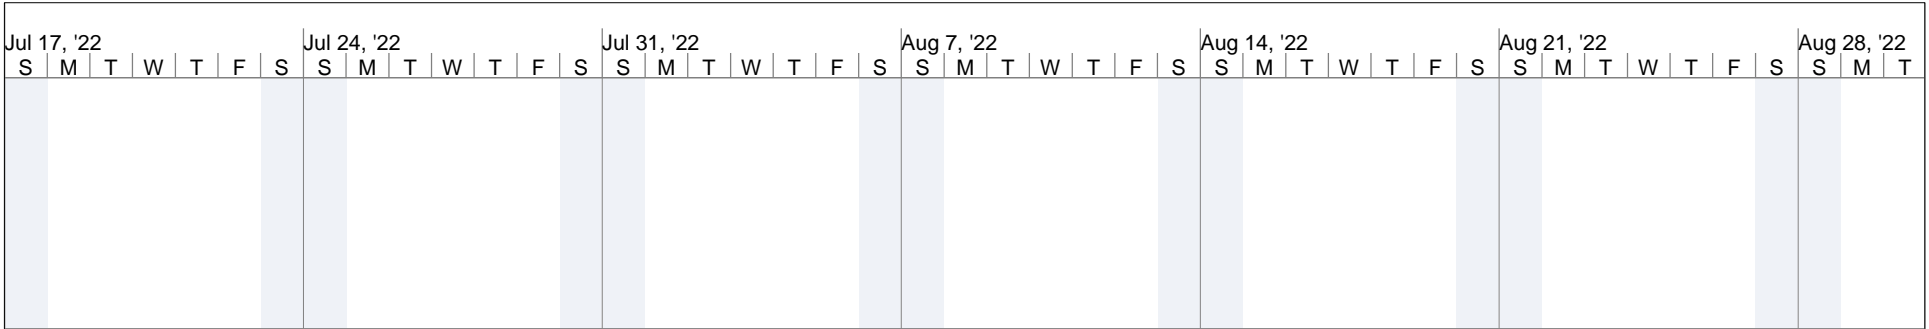 Jul 17, '22 Jul 24, '22 Jul 31, '22 Aug 7, '22 Aug 14, '22 Aug 21, '22 Aug 28, '22
S M T W T F S S M T W T F S S M T W T F S S M T W T F S S M T W T F S S M T W T F S S M T